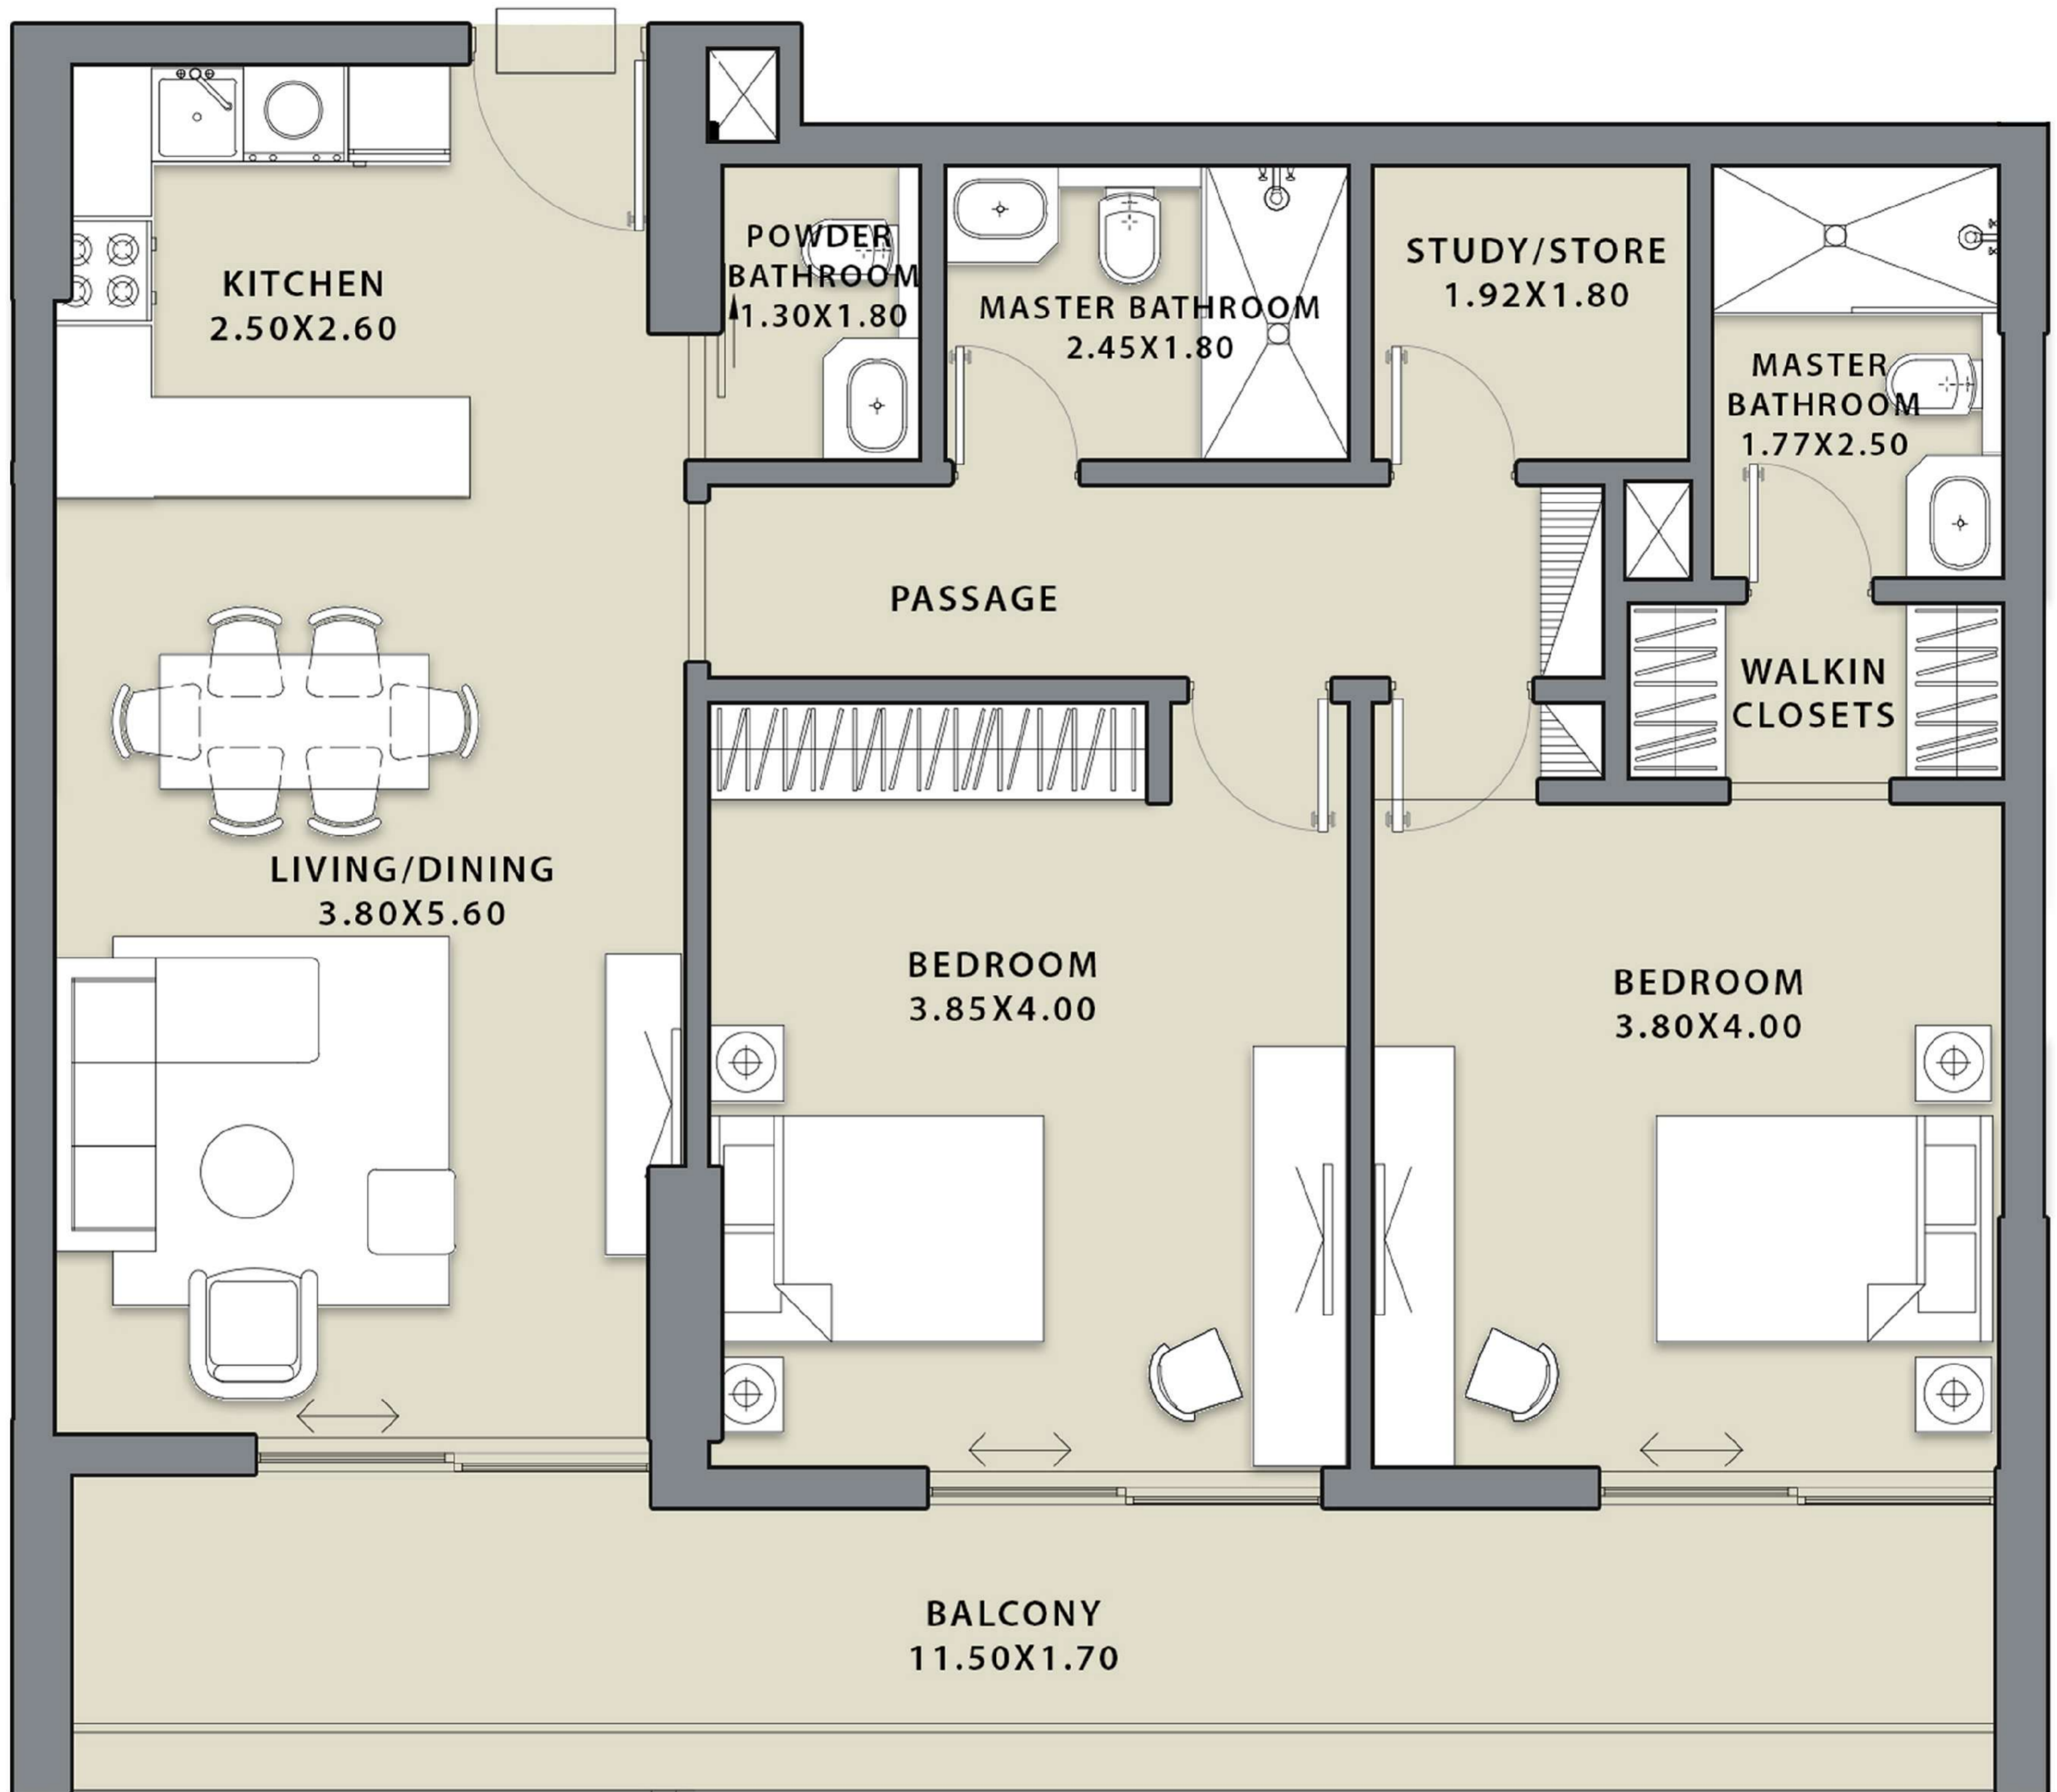 KITCHEN
2.50X2.60
POWDER
BATHROOM
1.30X1.80
MASTER BATHROOM
2.45X1.80
STUDY/STORE
1.92X1.80
MASTER
BATHROOM
1.77X2.50
PASSAGE
WALKIN
CLOSETS
LIVING/DINING
3.80X5.60
BEDROOM
3.85X4.00
BEDROOM
3.80X4.00
BALCONY
11.50X1.70